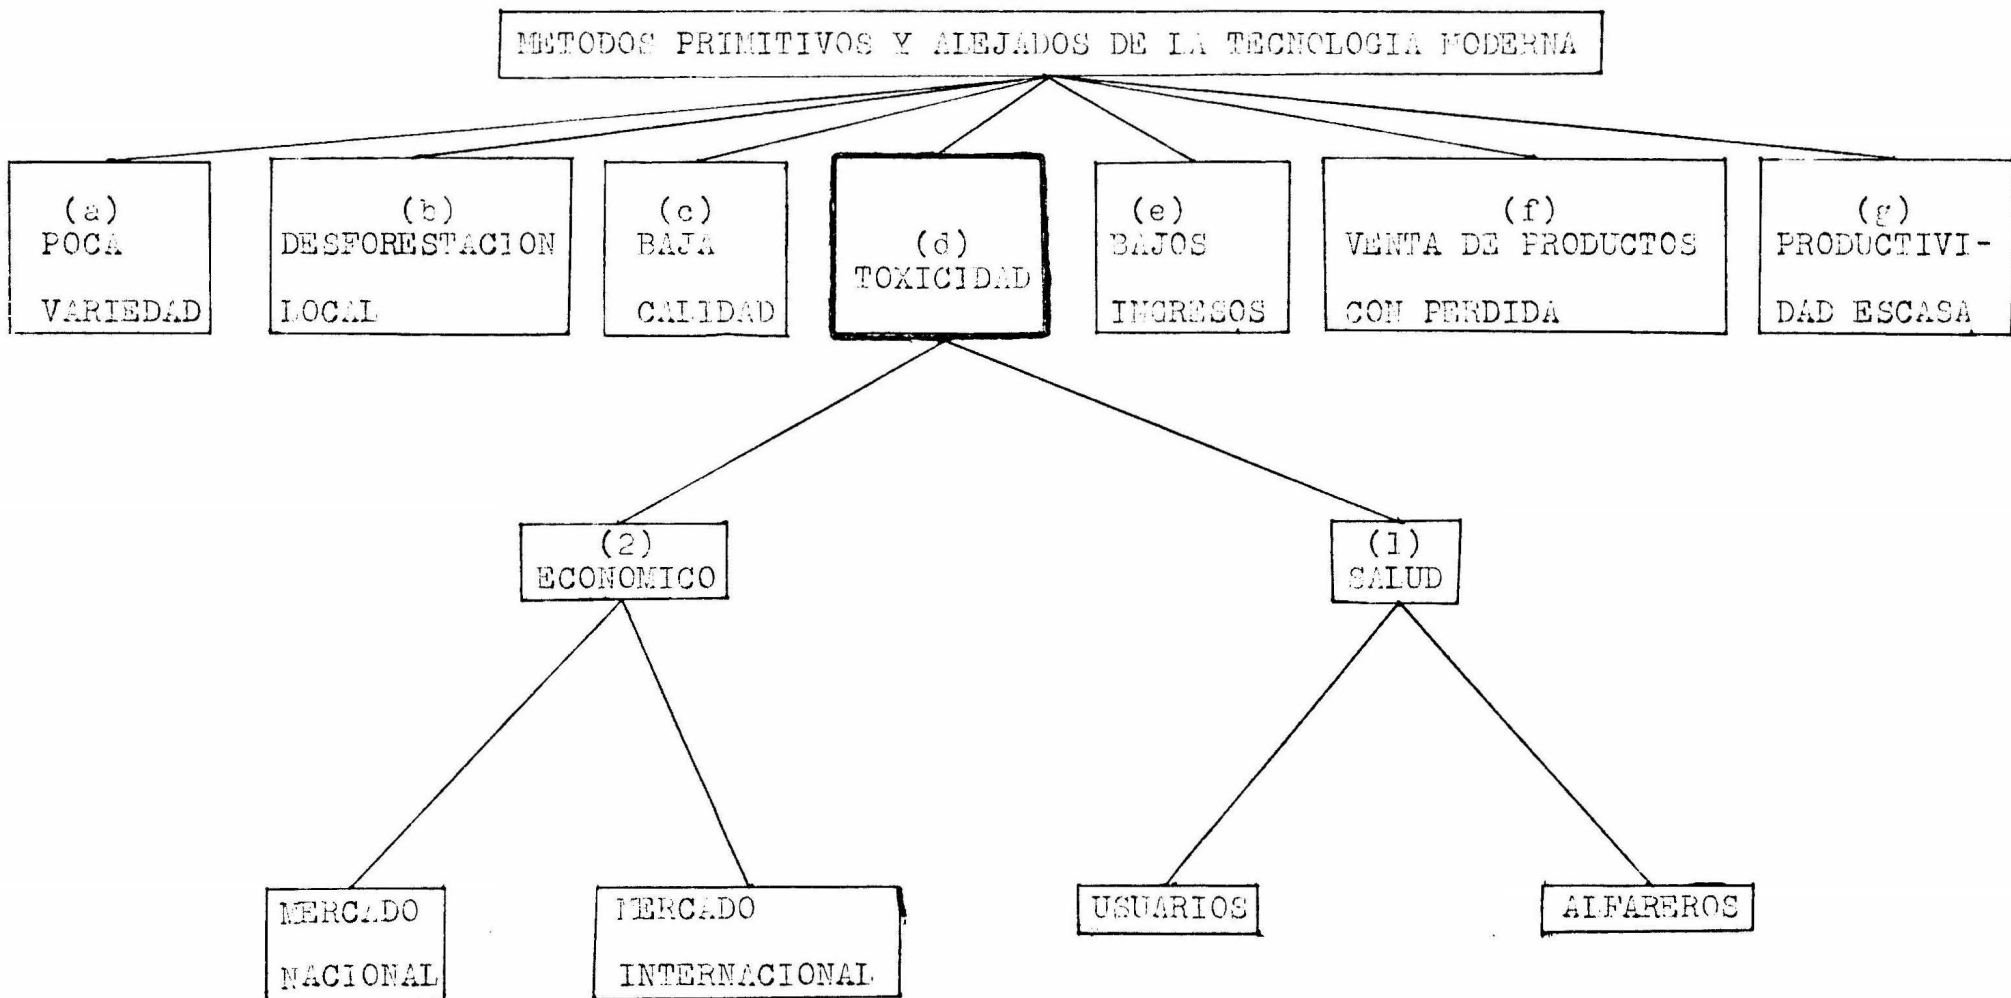 METODOS PRIMITIVOS Y ALEJADOS DE LA TECNOLOGIA MODERNA
(a)
POCA
VARIEDAD
(b)
DESFORESTACION
LOCAL
(c)
BAJA
CALIDAD
(d)
TOXICIDAD
(e)
BAJOS
INGRESOS
(f)
VENTA DE PRODUCTOS
CON PERDIDA
(g)
PRODUCTIVI-
DAD ESCASA
(2)
ECONOMICO
(1)
SALUD
MERCADO
NACIONAL
MERCADO
INTERNACIONAL
USUARIOS
ALFAREROS